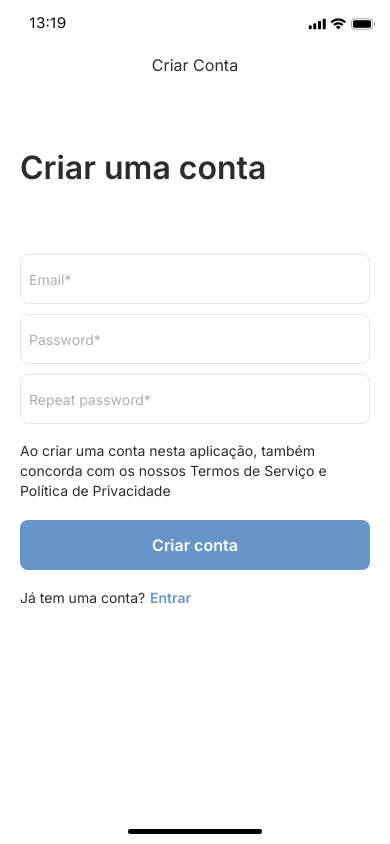 13:19
Criar Conta
Criar uma conta
Email*
Password*
Repeat password*
Ao criar uma conta nesta aplicação, também
concorda com os nossos Termos de Serviço e
Política de Privacidade
Criar conta
Já tem uma conta? Entrar